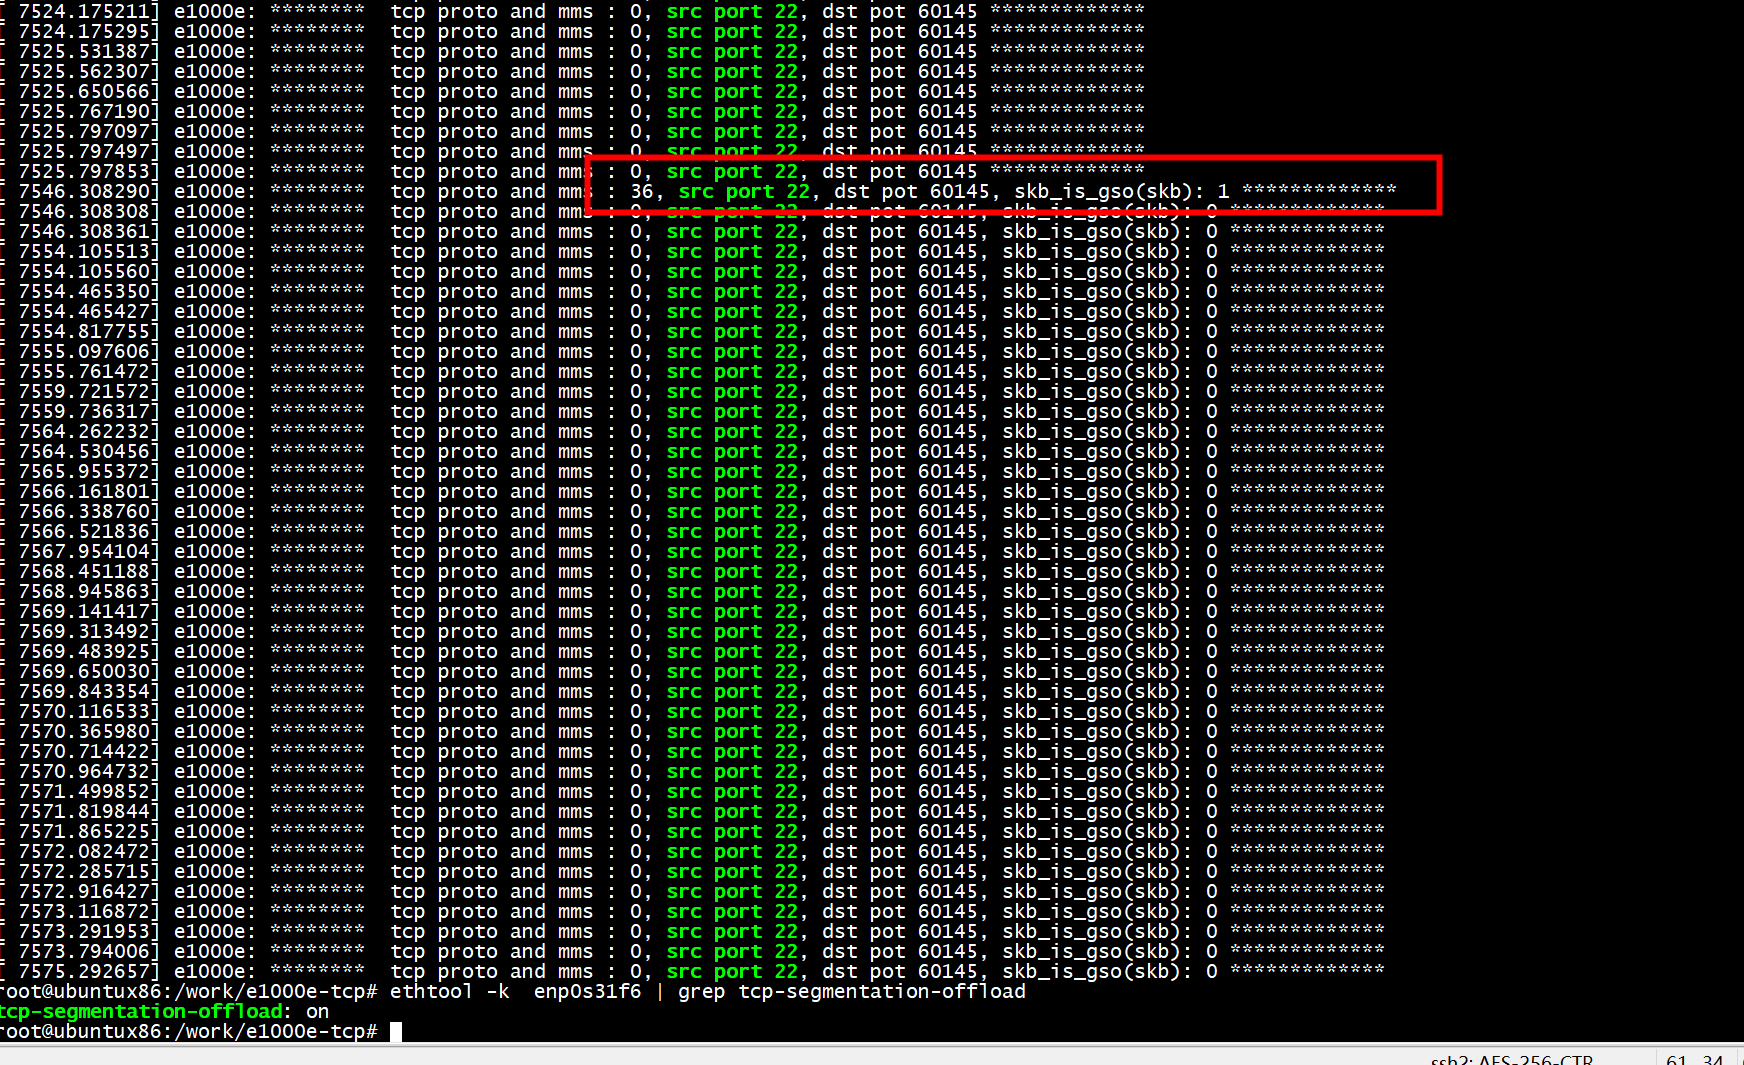 7524.175211] e1000e: ******** tcp proto and mms : 0, src port 22, dst pot 60145 *************
7524.175295] e1000e: ******** tcp proto and mms : 0, src port 22, dst pot 60145 *************
7525.531387] e1000e: ******** tcp proto and mms : 0, src port 22, dst pot 60145 *************
7525.562307] e1000e: ******** tcp proto and mms : 0, src port 22, dst pot 60145 *************
7525.650566] e1000e: ******** tcp proto and mms : 0, src port 22, dst pot 60145 *************
7525.767190] e1000e: ******** tcp proto and mms : 0, src port 22, dst pot 60145 *************
7525.797097] e1000e: ******** tcp proto and mms : 0, src port 22, dst pot 60145 *************
7525.797497] e1000e: ******** tcp proto and mms : 0, src port 22, dst pot 60145 *************
7525.797853] e1000e: ******** tcp proto and mms : 0, src port 22, dst pot 60145 *************
7546.308290] e1000e: ******** tcp proto and mms : 36, src port 22, dst pot 60145, skb_is_gso(skb): 1 *************
7546.308308] e1000e: ******** tcp proto and mms : 0, src port 22, dst pot 60145, skb_is_gso(skb): 0 *************
7546.308361] e1000e: ******** tcp proto and mms : 0, src port 22, dst pot 60145, skb_is_gso(skb): 0 *************
7554.105513] e1000e: ******** tcp proto and mms : 0, src port 22, dst pot 60145, skb_is_gso(skb): 0 *************
7554.105560] e1000e: ******** tcp proto and mms : 0, src port 22, dst pot 60145, skb_is_gso(skb): 0 *************
7554.465350] e1000e: ******** tcp proto and mms : 0, src port 22, dst pot 60145, skb_is_gso(skb): 0 *************
7554.465427] e1000e: ******** tcp proto and mms : 0, src port 22, dst pot 60145, skb_is_gso(skb): 0 *************
7554.817755] e1000e: ******** tcp proto and mms : 0, src port 22, dst pot 60145, skb_is_gso(skb): 0 *************
7555.097606] e1000e: ******** tcp proto and mms : 0, src port 22, dst pot 60145, skb_is_gso(skb): 0 *************
7555.761472] e1000e: ******** tcp proto and mms : 0, src port 22, dst pot 60145, skb_is_gso(skb): 0 *************
7559.721572] e1000e: ******** tcp proto and mms : 0, src port 22, dst pot 60145, skb_is_gso(skb): 0 *************
7559.736317] e1000e: ******** tcp proto and mms : 0, src port 22, dst pot 60145, skb_is_gso(skb): 0 *************
7564.262232] e1000e: ******** tcp proto and mms : 0, src port 22, dst pot 60145, skb_is_gso(skb): 0 *************
7564.530456] e1000e: ******** tcp proto and mms : 0, src port 22, dst pot 60145, skb_is_gso(skb): 0 *************
7565.955372] e1000e: ******** tcp proto and mms : 0, src port 22, dst pot 60145, skb_is_gso(skb): 0 *************
7566.161801] e1000e: ******** tcp proto and mms : 0, src port 22, dst pot 60145, skb_is_gso(skb): 0 *************
7566.338760] e1000e: ******** tcp proto and mms : 0, src port 22, dst pot 60145, skb_is_gso(skb): 0 *************
7566.521836] e1000e: ******** tcp proto and mms : 0, src port 22, dst pot 60145, skb_is_gso(skb): 0 *************
7567.954104] e1000e: ******** tcp proto and mms : 0, src port 22, dst pot 60145, skb_is_gso(skb): 0 *************
7568.451188] e1000e: ******** tcp proto and mms : 0, src port 22, dst pot 60145, skb_is_gso(skb): 0 *************
7568.945863] e1000e: ******** tcp proto and mms : 0, src port 22, dst pot 60145, skb_is_gso(skb): 0 *************
7569.141417] e1000e: ******** tcp proto and mms : 0, src port 22, dst pot 60145, skb_is_gso(skb): 0 *************
7569.313492] e1000e: ******** tcp proto and mms : 0, src port 22, dst pot 60145, skb_is_gso(skb): 0 *************
7569.483925] e1000e: ******** tcp proto and mms : 0, src port 22, dst pot 60145, skb_is_gso(skb): 0 *************
7569.650030] e1000e: ******** tcp proto and mms : 0, src port 22, dst pot 60145, skb_is_gso(skb): 0 *************
7569.843354] e1000e: ******** tcp proto and mms : 0, src port 22, dst pot 60145, skb_is_gso(skb): 0 *************
7570.116533] e1000e: ******** tcp proto and mms : 0, src port 22, dst pot 60145, skb_is_gso(skb): 0 *************
7570.365980] e1000e: ******** tcp proto and mms : 0, src port 22, dst pot 60145, skb_is_gso(skb): 0 *************
7570.714422] e1000e: ******** tcp proto and mms : 0, src port 22, dst pot 60145, skb_is_gso(skb): 0 *************
7570.964732] e1000e: ******** tcp proto and mms : 0, src port 22, dst pot 60145, skb_is_gso(skb): 0 *************
7571.499852] e1000e: ******** tcp proto and mms : 0, src port 22, dst pot 60145, skb_is_gso(skb): 0 *************
7571.819844] e1000e: ******** tcp proto and mms : 0, src port 22, dst pot 60145, skb_is_gso(skb): 0 *************
7571.865225] e1000e: ******** tcp proto and mms : 0, src port 22, dst pot 60145, skb_is_gso(skb): 0 *************
7572.082472] e1000e: ******** tcp proto and mms : 0, src port 22, dst pot 60145, skb_is_gso(skb): 0 *************
7572.285715] e1000e: ******** tcp proto and mms : 0, src port 22, dst pot 60145, skb_is_gso(skb): 0 *************
7572.916427] e1000e: ******** tcp proto and mms : 0, src port 22, dst pot 60145, skb_is_gso(skb): 0 *************
7573.116872] e1000e: ******** tcp proto and mms : 0, src port 22, dst pot 60145, skb_is_gso(skb): 0 *************
7573.291953] e1000e: ******** tcp proto and mms : 0, src port 22, dst pot 60145, skb_is_gso(skb): 0 *************
7573.794006] e1000e: ******** tcp proto and mms : 0, src port 22, dst pot 60145, skb_is_gso(skb): 0 *************
7575.292657] e1000e: ******** tcp proto and mms : 0, src port 22, dst pot 60145, skb_is_gso(skb): 0 *************
root@ubuntux86:/work/e1000e-tcp# ethtool -k  enp0s31f6 | grep tcp-segmentation-offload
tcp-segmentation-offload: on
root@ubuntux86:/work/e1000e-tcp#
ssh2: AES-256-CTR 61, 34